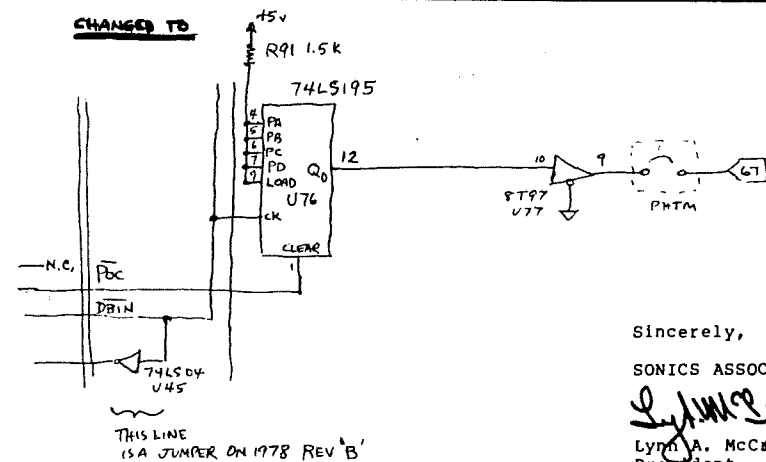 CHANGED TO
+5v
R91 1.5K
74LS195
4 PA
5 PB
6 PC
7 PD
9 LOAD
QD 12
U76
CK
CLEAR
1
10
9
8T97
U77
PHTM
67
N.C.
POC
DBIN
74LS04
U45
THIS LINE
IS A JUMPER ON 1978 REV 'B'
Sincerely,
SONICS ASSOC
Lynn A. McCa